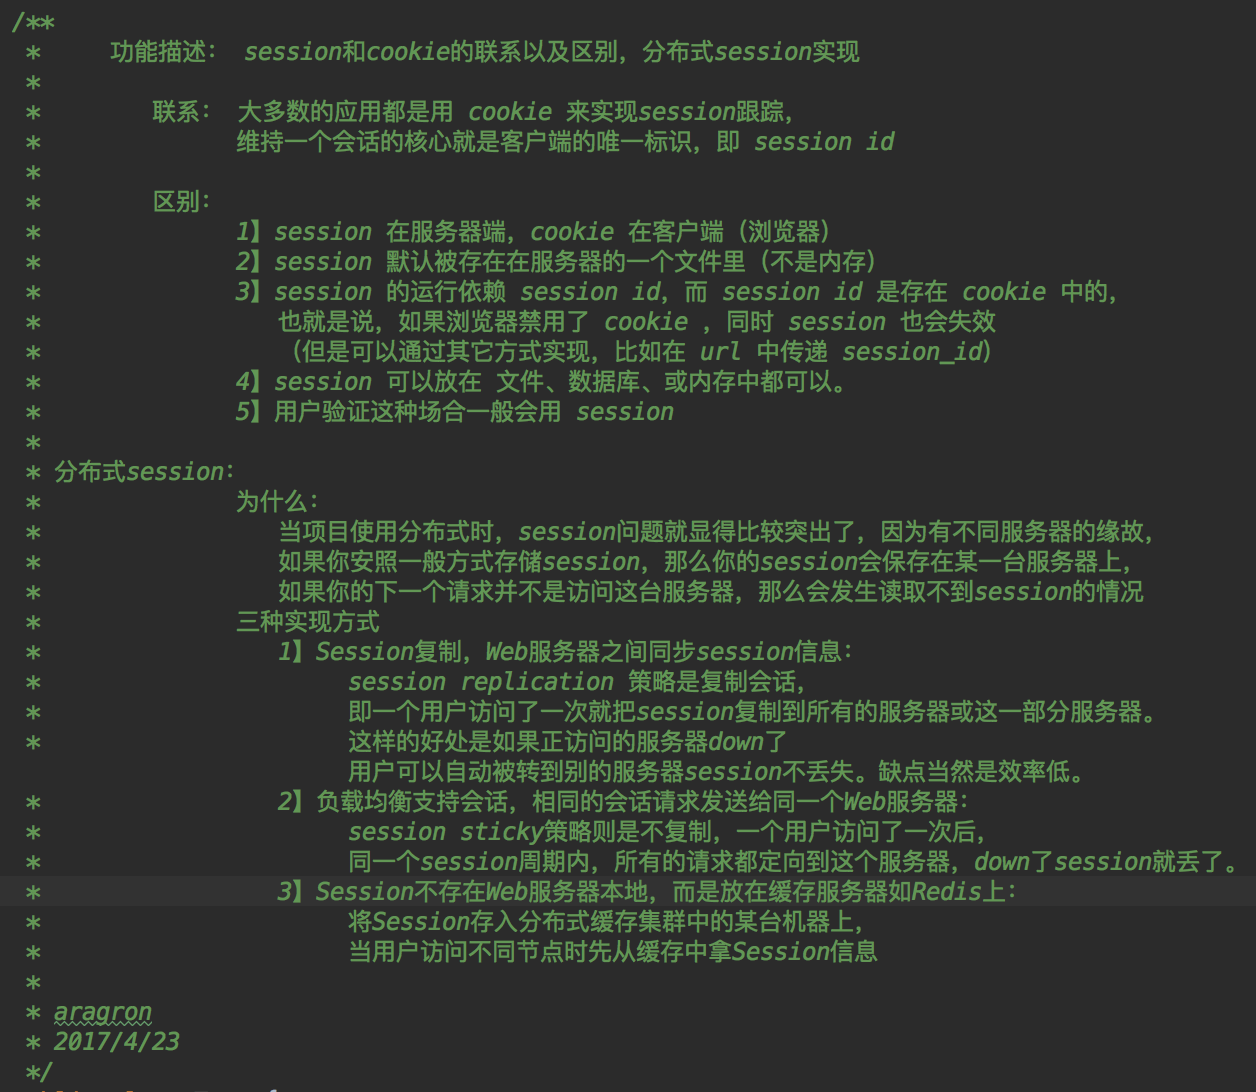 /**
* 功能描述： session和cookie的联系以及区别，分布式session实现
*
* 联系： 大多数的应用都是用 cookie 来实现session跟踪，
* 维持一个会话的核心就是客户端的唯一标识，即 session id
*
* 区别：
* 1】session 在服务器端，cookie 在客户端（浏览器）
* 2】session 默认被存在在服务器的一个文件里（不是内存）
* 3】session 的运行依赖 session id，而 session id 是存在 cookie 中的，
* 也就是说，如果浏览器禁用了 cookie ，同时 session 也会失效
* （但是可以通过其它方式实现，比如在 url 中传递 session_id）
* 4】session 可以放在 文件、数据库、或内存中都可以。
* 5】用户验证这种场合一般会用 session
*
* 分布式session：
* 为什么：
* 当项目使用分布式时，session问题就显得比较突出了，因为有不同服务器的缘故，
* 如果你安照一般方式存储session，那么你的session会保存在某一台服务器上，
* 如果你的下一个请求并不是访问这台服务器，那么会发生读取不到session的情况
* 三种实现方式
* 1】Session复制，Web服务器之间同步session信息：
* session replication 策略是复制会话，
* 即一个用户访问了一次就把session复制到所有的服务器或这一部分服务器。
* 这样的好处是如果正访问的服务器down了
用户可以自动被转到别的服务器session不丢失。缺点当然是效率低。
* 2】负载均衡支持会话，相同的会话请求发送给同一个Web服务器：
* session sticky策略则是不复制，一个用户访问了一次后，
* 同一个session周期内，所有的请求都定向到这个服务器，down了session就丢了。
* 3】Session不存在Web服务器本地，而是放在缓存服务器如Redis上：
* 将Session存入分布式缓存集群中的某台机器上，
* 当用户访问不同节点时先从缓存中拿Session信息
*
* aragron
* 2017/4/23
*/